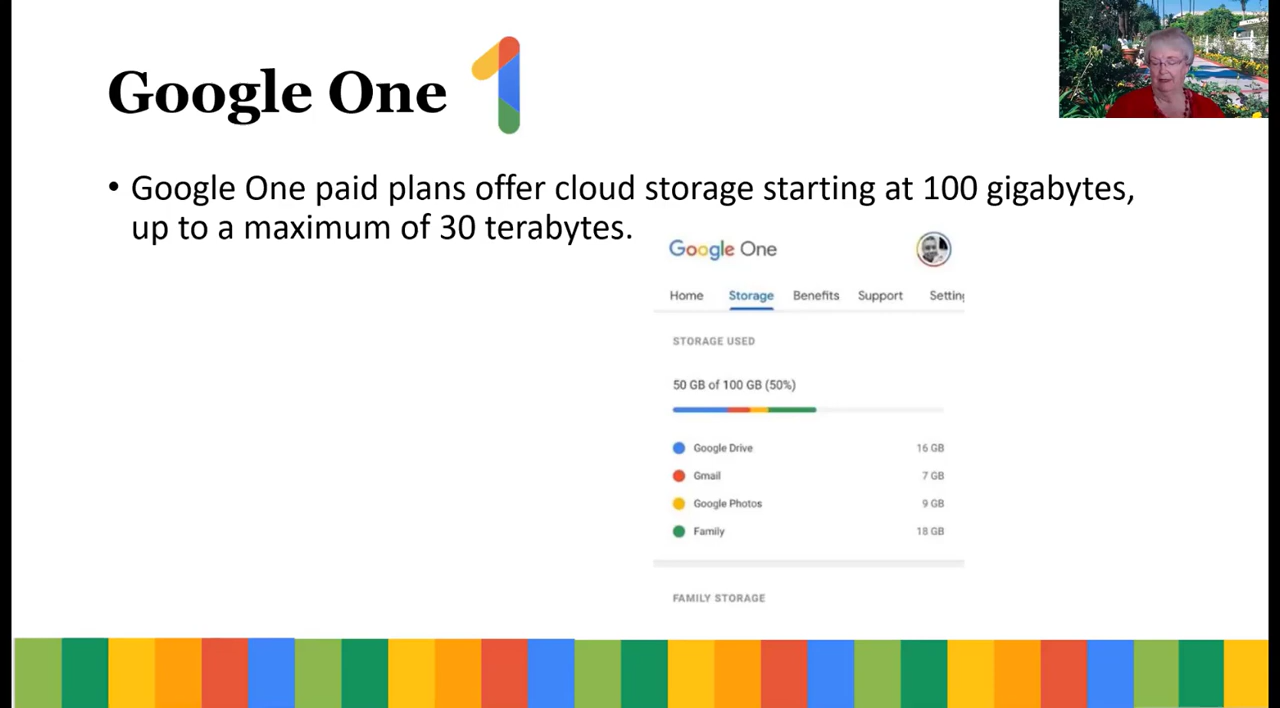 Google One
• Google One paid plans offer cloud storage starting at 100 gigabytes,
up to a maximum of 30 terabytes.
Google One
Home Storage Benefits Support Settin
STORAGE USED
50 GB of 100 GB (50%)
Google Drive 16 GB
Gmail 7 GB
Google Photos 9 GB
Family 18 GB
FAMILY STORAGE